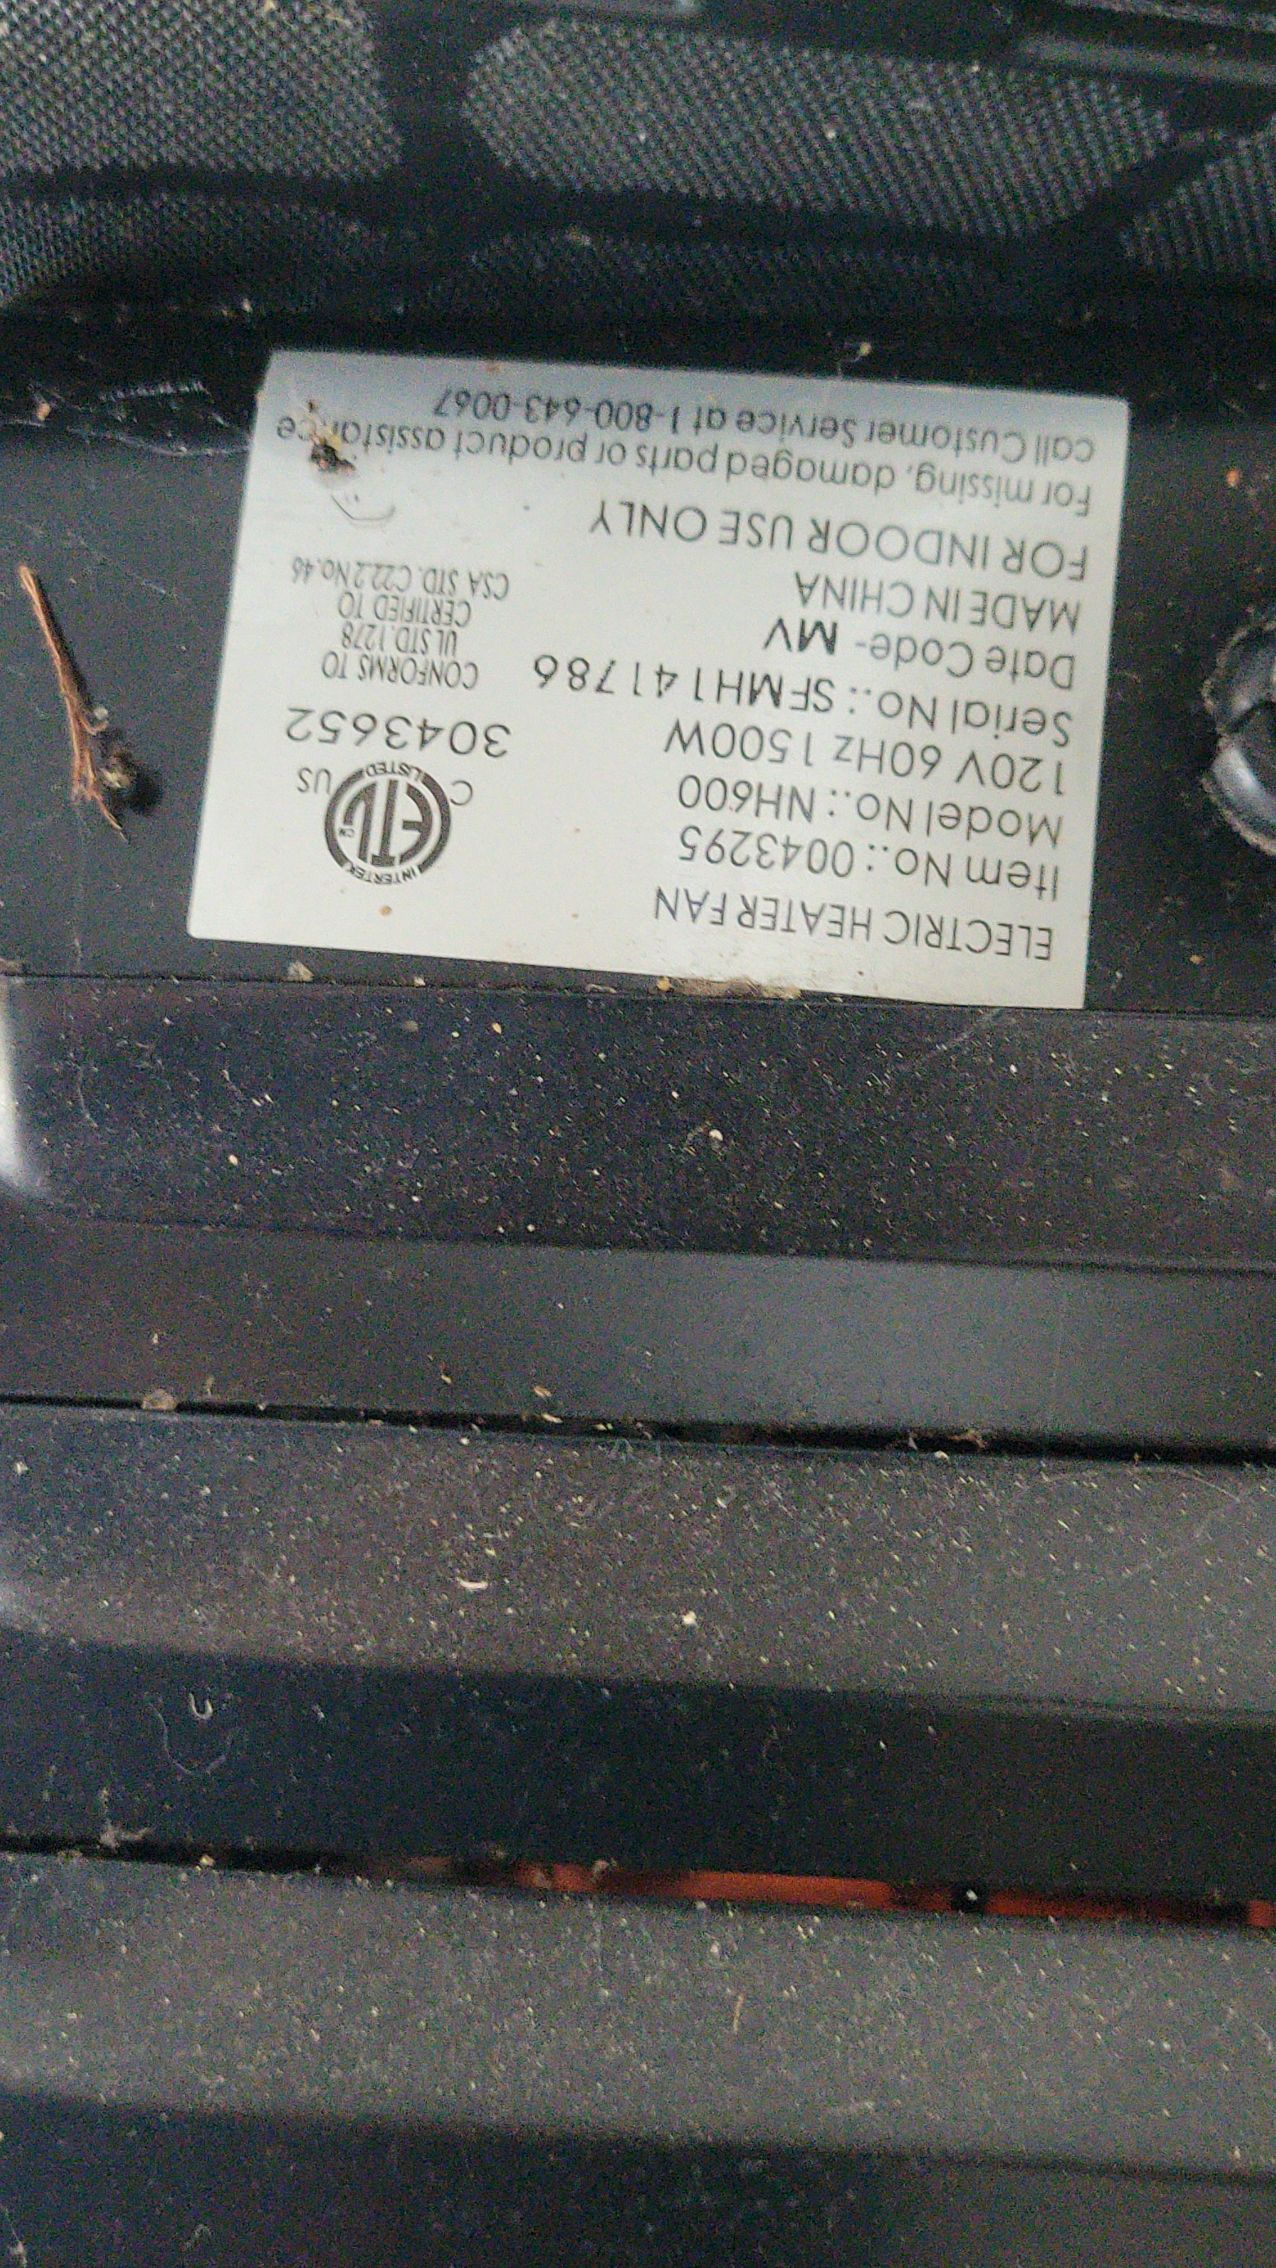 ELECTRIC HEATER FAN
Item No.: 0043295
Model No.: NH600
120V 60Hz 1500W
Serial No.: SFMH141786
Date Code- MV
MADE IN CHINA
FOR INDOOR USE ONLY
For missing, damaged parts or product assistance
call Customer Service at 1-800-643-0067
INTERTEK
C ETL CM US
LISTED
3043652
CONFORMS TO
UL STD.1278
CERTIFIED TO
CSA STD. C22.2 No.46